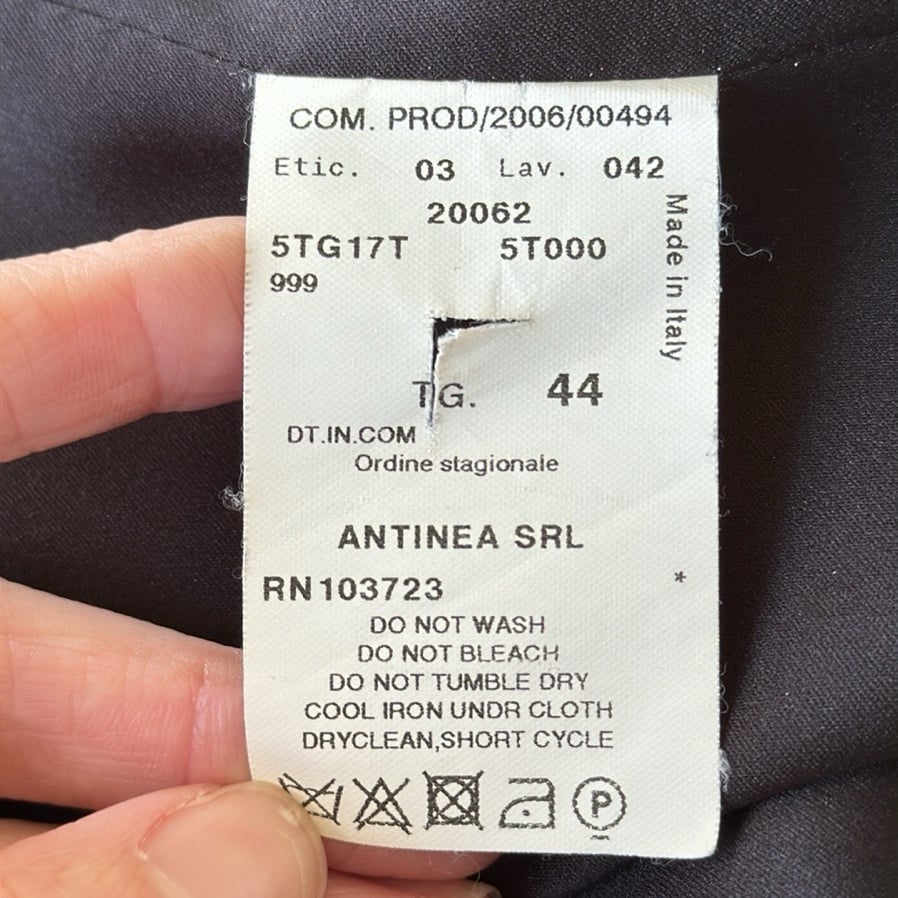 COM. PROD/2006/00494
Etic. 03 Lav. 042
20062
5TG17T 5T000
999
Made in Italy
TG. 44
DT.IN.COM
Ordine stagionale
ANTINEA SRL
RN103723 *
DO NOT WASH
DO NOT BLEACH
DO NOT TUMBLE DRY
COOL IRON UNDR CLOTH
DRYCLEAN,SHORT CYCLE
P